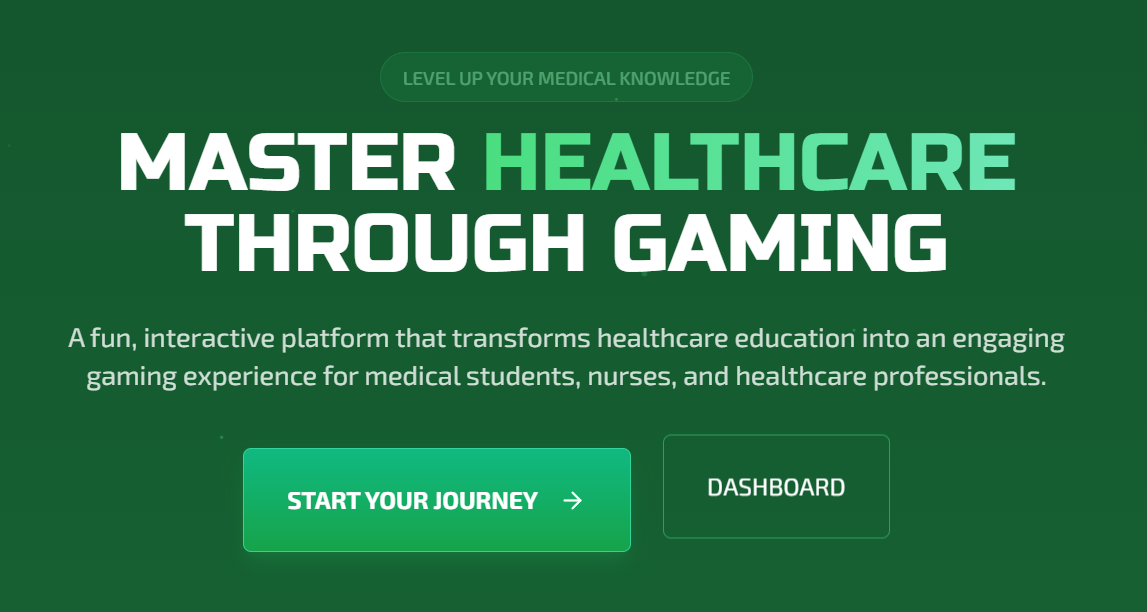 LEVEL UP YOUR MEDICAL KNOWLEDGE
MASTER HEALTHCARE
THROUGH GAMING
A fun, interactive platform that transforms healthcare education into an engaging
gaming experience for medical students, nurses, and healthcare professionals.
START YOUR JOURNEY →
DASHBOARD